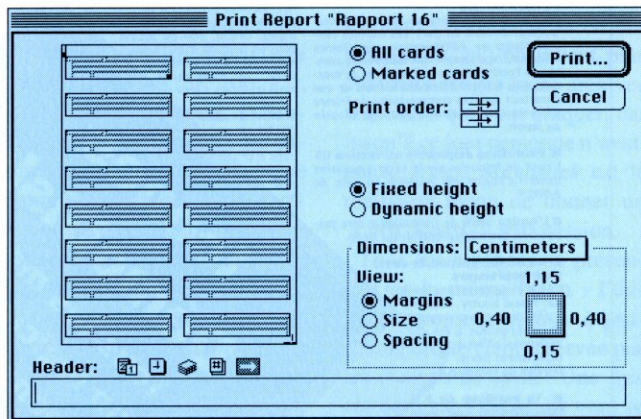 Print Report "Rapport 16"
All cards
Marked cards
Print...
Cancel
Print order:
Fixed height
Dynamic height
Dimensions: Centimeters
View:
1,15
Margins
Size
Spacing
0,40
0,40
0,15
Header: